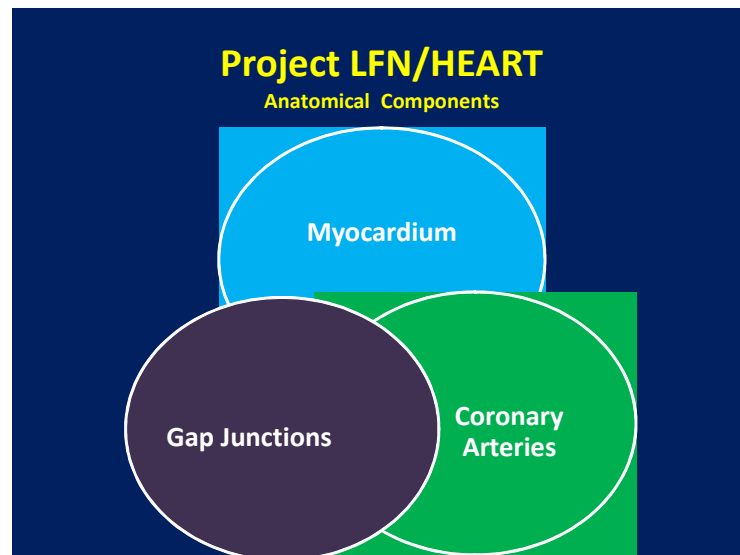 Project LFN/HEART
Anatomical Components
Myocardium
Gap Junctions
Coronary
Arteries